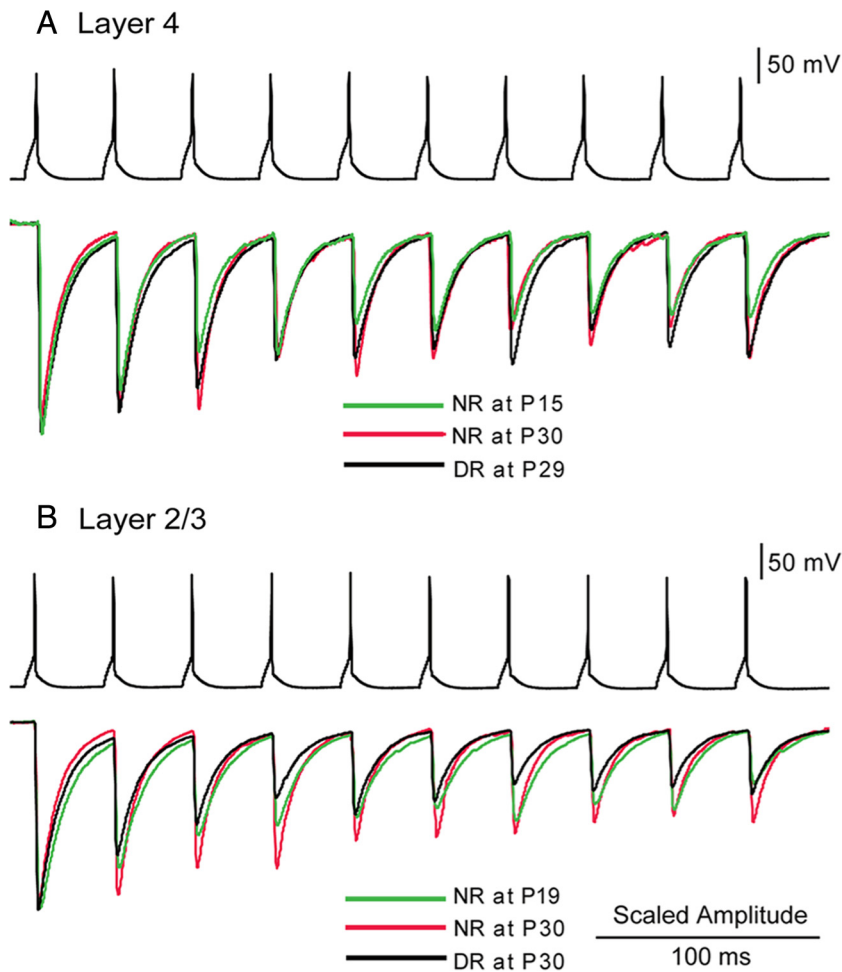 A Layer 4
50 mV
NR at P15
NR at P30
DR at P29
B Layer 2/3
50 mV
NR at P19
NR at P30
DR at P30
Scaled Amplitude
100 ms